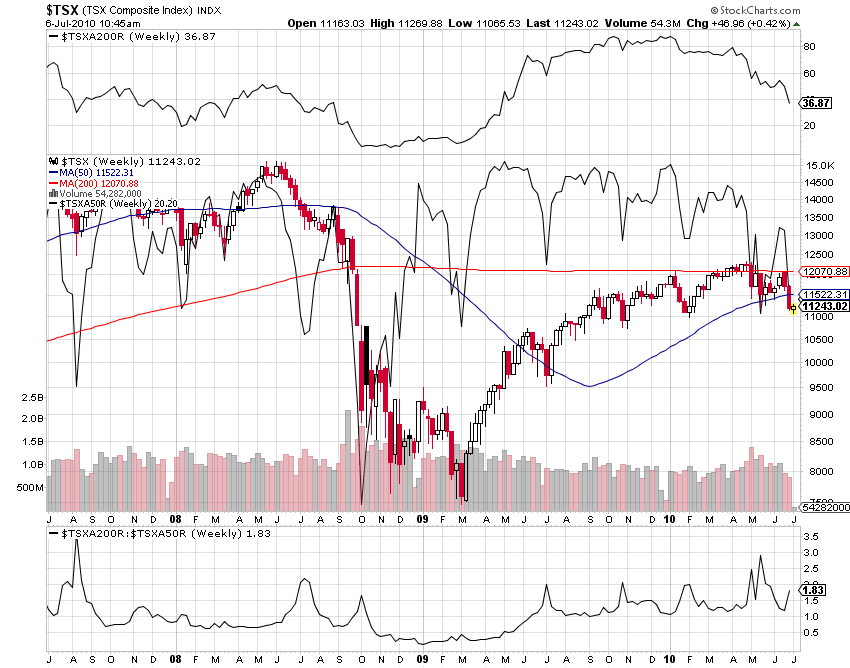 $TSX (TSX Composite Index) INDX
© StockCharts.com
6-Jul-2010 10:45am
Open 11163.03 High 11269.88 Low 11065.53 Last 11243.02 Volume 54.3M Chg +46.96 (+0.42%)
$TSXA200R (Weekly) 36.87
80
60
40
36.87
20
$TSX (Weekly) 11243.02
MA(50) 11522.31
MA(200) 12070.88
Volume 54,282,000
$TSXA50R (Weekly) 20.20
15.0K
14500
14000
13500
13000
12500
12070.88
11522.31
11243.02
11000
10500
10000
9500
9000
8500
8000
7500
54282000
2.5B
2.0B
1.5B
1.0B
500M
J A S O N D 08 F M A M J J A S O N D 09 F M A M J J A S O N D 10 F M A M J J
$TSXA200R:$TSXA50R (Weekly) 1.83
3.5
3.0
2.5
2.0
1.83
1.5
1.0
0.5
J A S O N D 08 F M A M J J A S O N D 09 F M A M J J A S O N D 10 F M A M J J